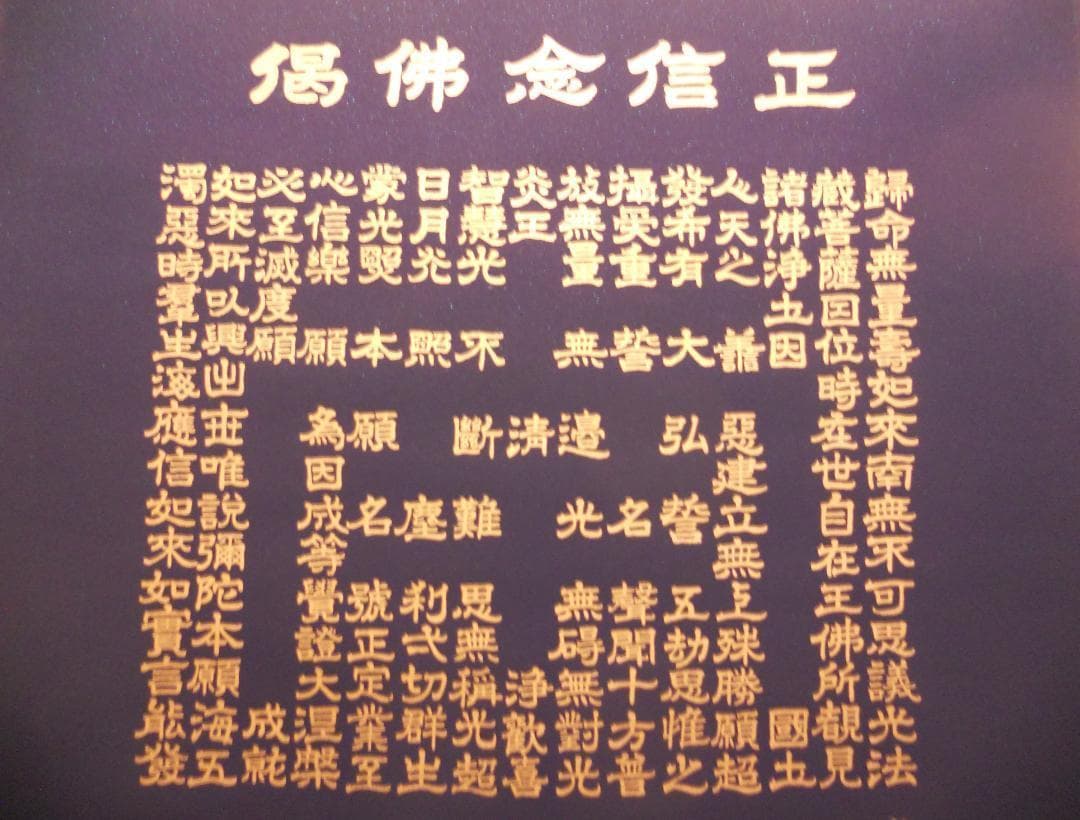 正信念佛偈
歸命無量壽如來南無不可思議光法
藏菩薩因位時在世自在王佛所覩見
諸佛淨土因國土
人天之善惡建立無上殊勝願超
發希有大弘誓五劫思惟之
攝受重誓名聲聞十方普
放無量無邊光無碍無對光
炎王清淨歡喜
智慧光不斷難思無稱光超
日月光照塵刹弌切群生
蒙光照本願名號正定業至
心信樂願為因成等覺證大涅槃
必至滅度願成就
如來所以興出世唯說彌陀本願海五
濁惡時羣生海應信如來如實言能發